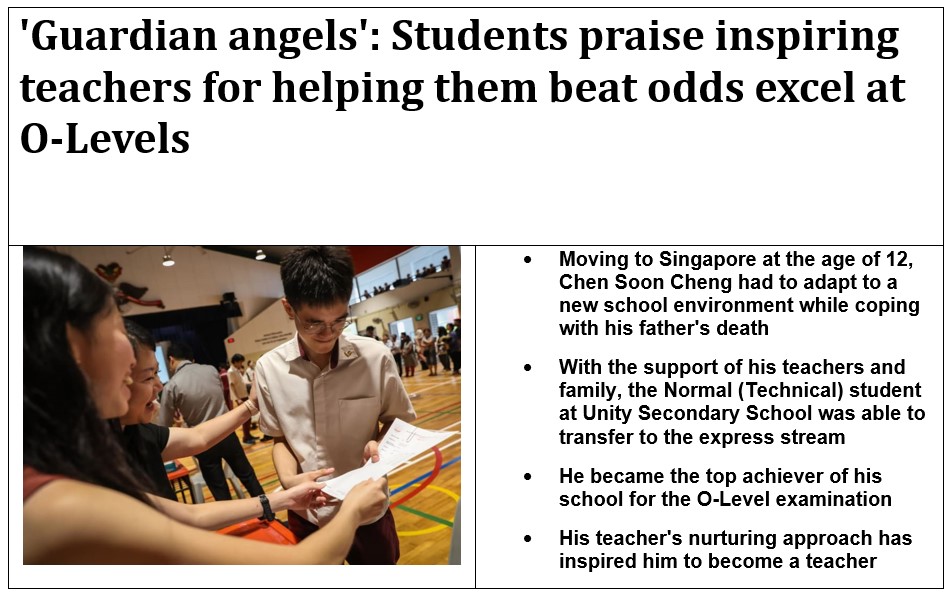 'Guardian angels': Students praise inspiring
teachers for helping them beat odds excel at
O-Levels
• Moving to Singapore at the age of 12,
Chen Soon Cheng had to adapt to a
new school environment while coping
with his father's death
• With the support of his teachers and
family, the Normal (Technical) student
at Unity Secondary School was able to
transfer to the express stream
• He became the top achiever of his
school for the O-Level examination
• His teacher's nurturing approach has
inspired him to become a teacher